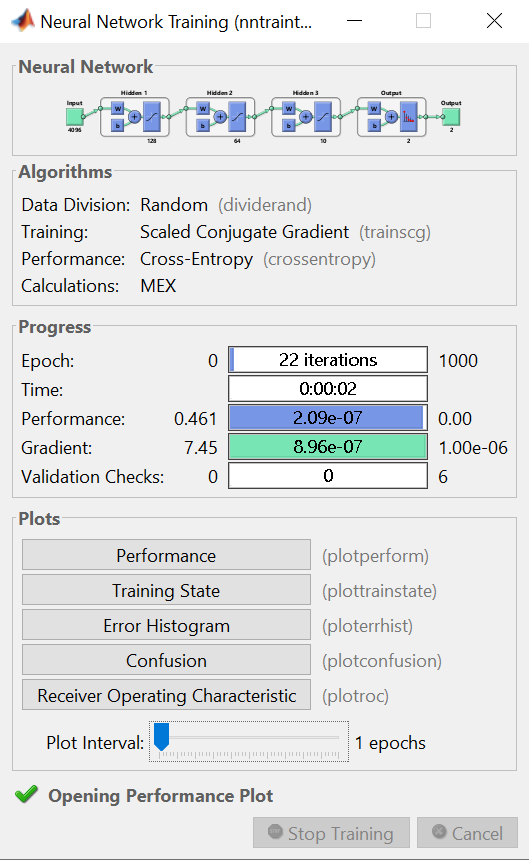 Neural Network Training (nntraint...
Neural Network
Input
4096
Hidden 1
W
b
+
128
Hidden 2
W
b
+
64
Hidden 3
W
b
+
10
Output
W
b
+
2
Output
2
Algorithms
Data Division: Random (dividerand)
Training: Scaled Conjugate Gradient (trainscg)
Performance: Cross-Entropy (crossentropy)
Calculations: MEX
Progress
Epoch: 0 22 iterations 1000
Time: 0:00:02
Performance: 0.461 2.09e-07 0.00
Gradient: 7.45 8.96e-07 1.00e-06
Validation Checks: 0 0 6
Plots
Performance (plotperform)
Training State (plottrainstate)
Error Histogram (ploterrhist)
Confusion (plotconfusion)
Receiver Operating Characteristic (plotroc)
Plot Interval: 1 epochs
Opening Performance Plot
Stop Training Cancel